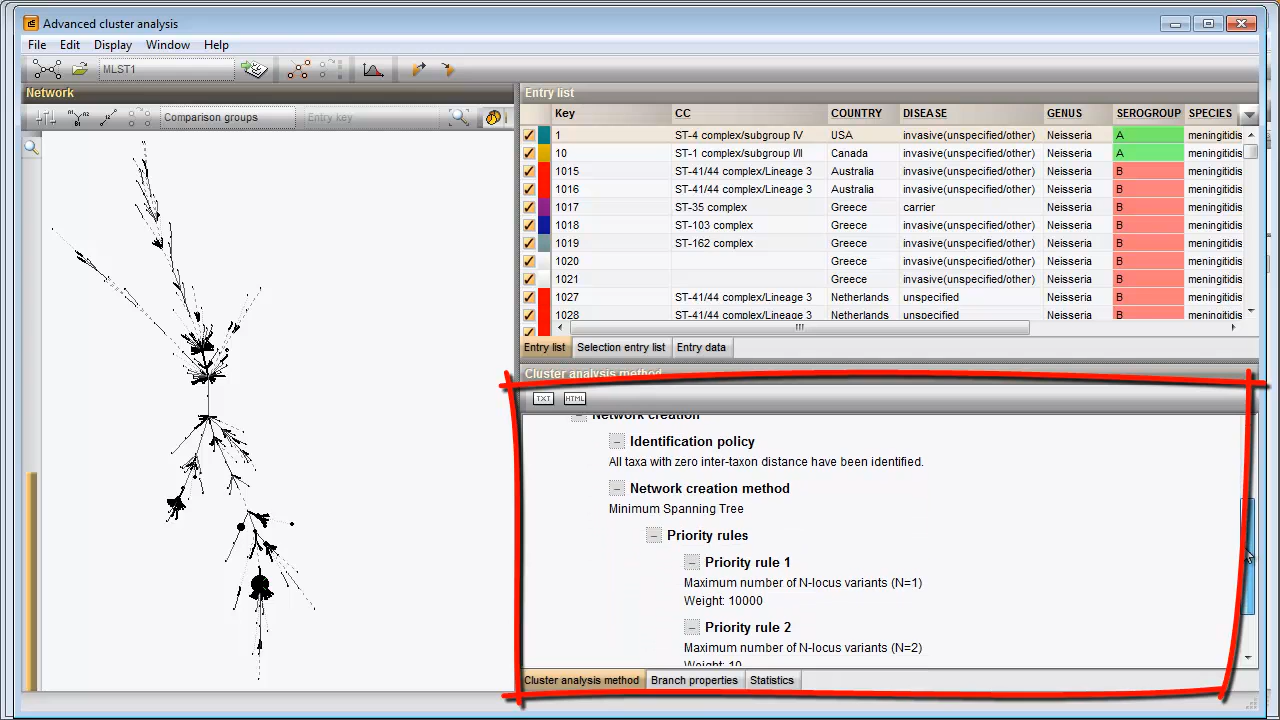 Advanced cluster analysis
File Edit Display Window Help
MLST1
Network
Comparison groups Entry key
Entry list
Key CC COUNTRY DISEASE GENUS SEROGROUP SPECIES
1 ST-4 complex/subgroup IV USA invasive(unspecified/other) Neisseria A meningitidis
10 ST-1 complex/subgroup I/II Canada invasive(unspecified/other) Neisseria A meningitidis
1015 ST-41/44 complex/Lineage 3 Australia invasive(unspecified/other) Neisseria B meningitidis
1016 ST-41/44 complex/Lineage 3 Australia invasive(unspecified/other) Neisseria B meningitidis
1017 ST-35 complex Greece carrier Neisseria B meningitidis
1018 ST-103 complex Greece invasive(unspecified/other) Neisseria B meningitidis
1019 ST-162 complex Greece invasive(unspecified/other) Neisseria B meningitidis
1020 Greece invasive(unspecified/other) Neisseria B meningitidis
1021 Greece invasive(unspecified/other) Neisseria B meningitidis
1027 ST-41/44 complex/Lineage 3 Netherlands unspecified Neisseria B meningitidis
1028 ST-41/44 complex/Lineage 3 Netherlands unspecified Neisseria B meningitidis
Entry list Selection entry list Entry data
Cluster analysis method
TXT HTML
Network creation
Identification policy
All taxa with zero inter-taxon distance have been identified.
Network creation method
Minimum Spanning Tree
Priority rules
Priority rule 1
Maximum number of N-locus variants (N=1)
Weight: 10000
Priority rule 2
Maximum number of N-locus variants (N=2)
Weight: 10
Cluster analysis method Branch properties Statistics